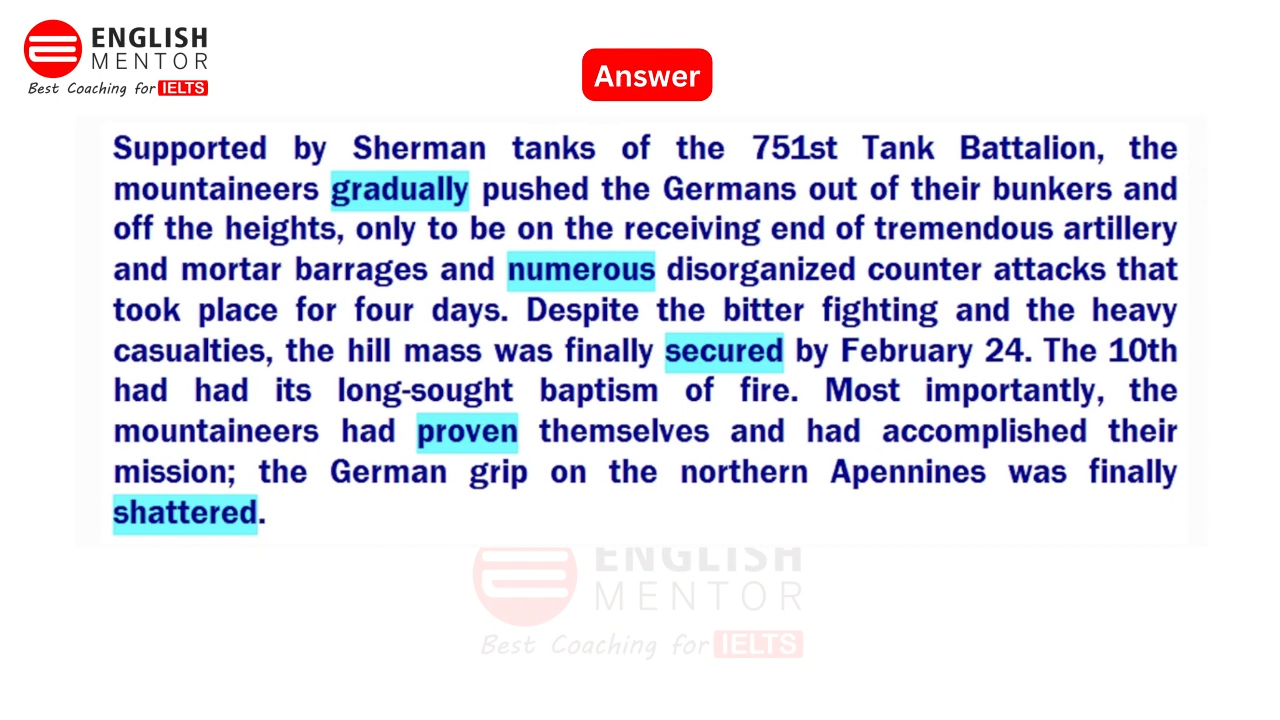 ENGLISH
MENTOR
Best Coaching for IELTS
Answer
Supported by Sherman tanks of the 751st Tank Battalion, the
mountaineers gradually pushed the Germans out of their bunkers and
off the heights, only to be on the receiving end of tremendous artillery
and mortar barrages and numerous disorganized counter attacks that
took place for four days. Despite the bitter fighting and the heavy
casualties, the hill mass was finally secured by February 24. The 10th
had had its long-sought baptism of fire. Most importantly, the
mountaineers had proven themselves and had accomplished their
mission; the German grip on the northern Apennines was finally
shattered.
ENGLISH
MENTOR
Best Coaching for IELTS